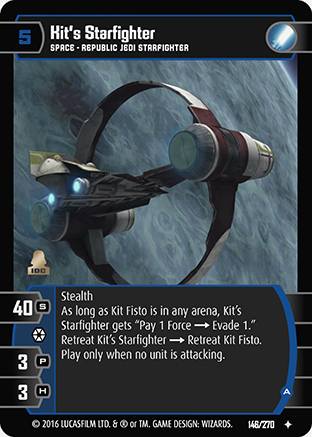 5 Kit's Starfighter
SPACE - REPUBLIC JEDI STARFIGHTER
IDC
40 S
3 P
3 H
Stealth
As long as Kit Fisto is in any arena, Kit's
Starfighter gets "Pay 1 Force → Evade 1."
Retreat Kit's Starfighter → Retreat Kit Fisto.
Play only when no unit is attacking.
A
© 2016 LUCASFILM LTD. & ® or TM. GAME DESIGN: WIZARDS. 148/270